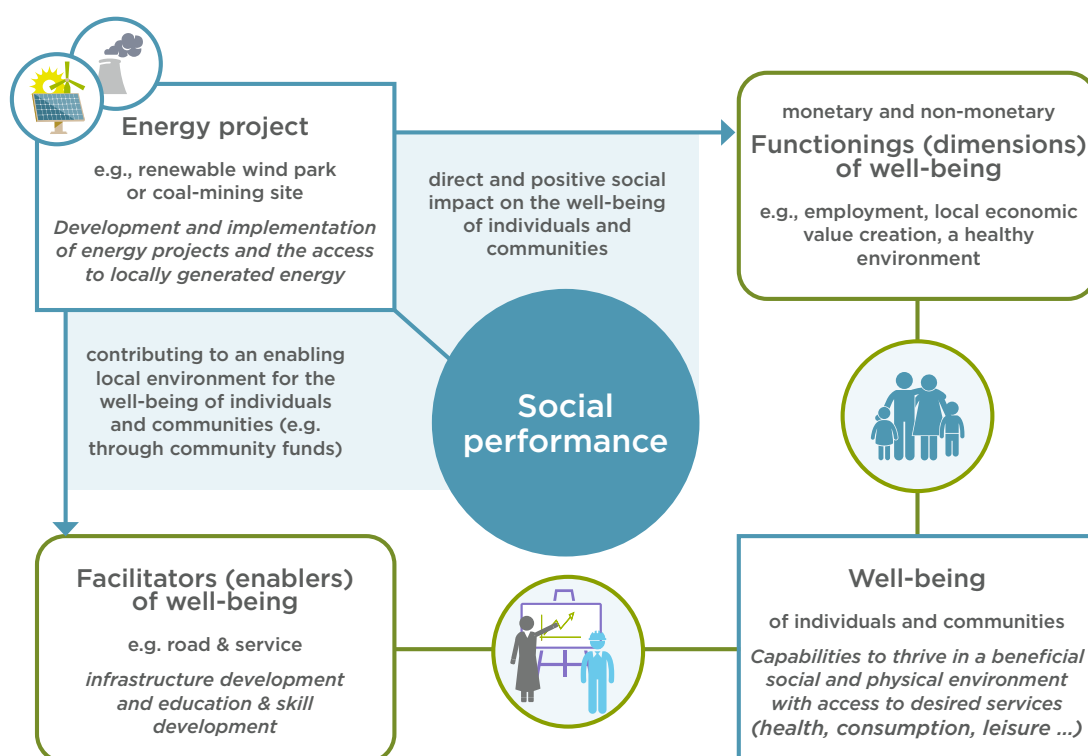 Energy project
e.g., renewable wind park
or coal-mining site
Development and implementation
of energy projects and the access
to locally generated energy
direct and positive social
impact on the well-being
of individuals and
communities
monetary and non-monetary
Functionings (dimensions)
of well-being
e.g., employment, local economic
value creation, a healthy
environment
contributing to an enabling
local environment for the
well-being of individuals
and communities (e.g.
through community funds)
Social
performance
Facilitators (enablers)
of well-being
e.g. road & service
infrastructure development
and education & skill
development
Well-being
of individuals and communities
Capabilities to thrive in a beneficial
social and physical environment
with access to desired services
(health, consumption, leisure ...)